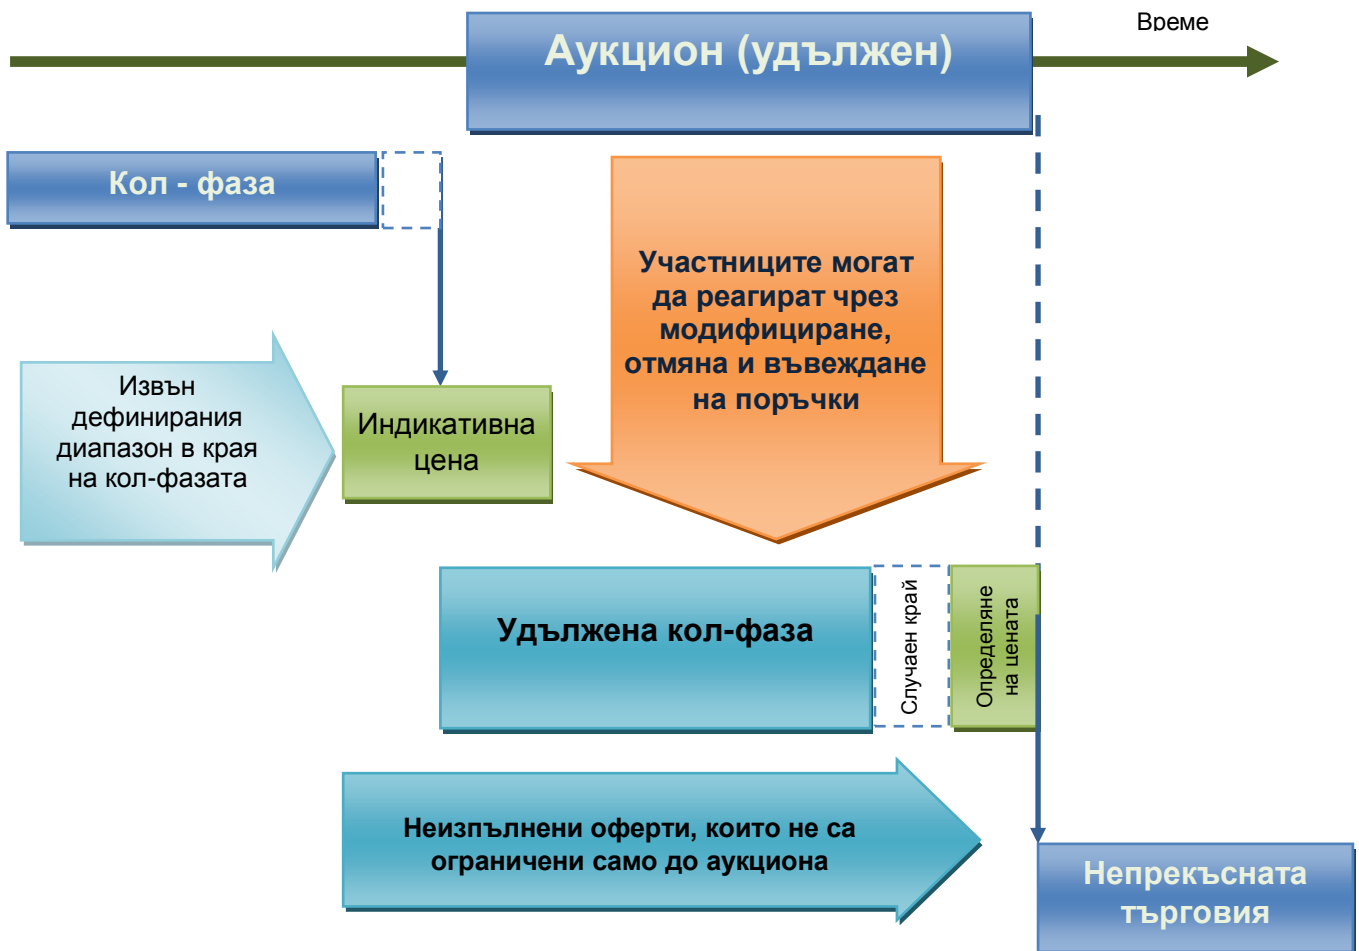 Време
Аукцион (удължен)
Кол - фаза
Участниците могат
да реагират чрез
модифициране,
отмяна и въвеждане
на поръчки
Извън
дефинирания
диапазон в края
на кол-фазата
Индикативна
цена
Удължена кол-фаза
Случаен край
Определяне
на цената
Неизпълнени оферти, които не са
ограничени само до аукциона
Непрекъсната
търговия